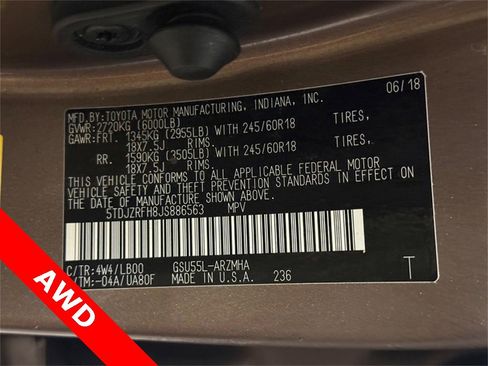 MFD.BY:TOYOTA MOTOR MANUFACTURING, INDIANA, INC. 06/18
GVWR:2720KG (6000LB)
GAWR:FRT. 1345KG (2955LB) WITH 245/60R18 TIRES,
18X7.5J RIMS.
RR. 1590KG (3505LB) WITH 245/60R18 TIRES,
18X7.5J RIMS.
THIS VEHICLE CONFORMS TO ALL APPLICABLE FEDERAL MOTOR
VEHICLE SAFETY AND THEFT PREVENTION STANDARDS IN EFFECT ON
THE DATE OF MANUFACTURE SHOWN ABOVE.
5TDJZRFH8JS886563 MPV
C/TR:4W4/LB00 GSU55L-ARZMHA T
A/TM:-04A/UA80F MADE IN U.S.A. 236
AWD